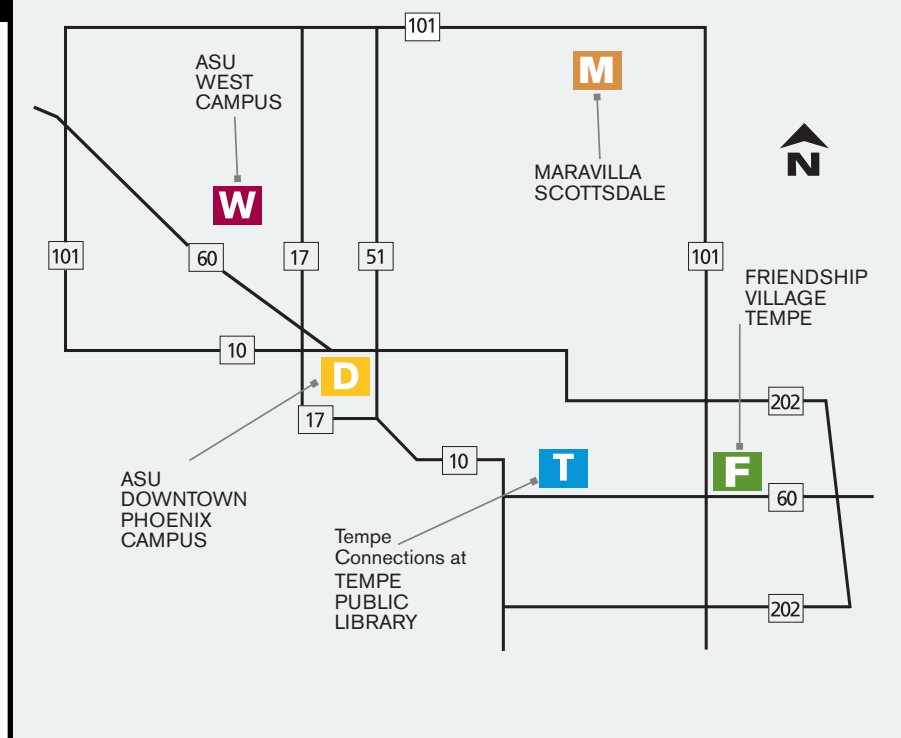 101
ASU
WEST
CAMPUS
M
N
MARAVILLA
SCOTTSDALE
W
101
60
17
51
101
FRIENDSHIP
VILLAGE
TEMPE
10
D
17
202
10
T
F
60
ASU
DOWNTOWN
PHOENIX
CAMPUS
Tempe
Connections at
TEMPE
PUBLIC
LIBRARY
202